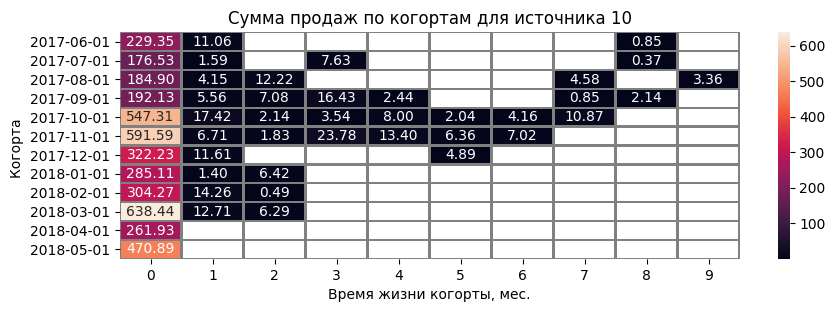 Сумма продаж по когортам для источника 10
2017-06-01 229.35 11.06 0.85
2017-07-01 176.53 1.59 7.63 0.37
2017-08-01 184.90 4.15 12.22 4.58 3.36
2017-09-01 192.13 5.56 7.08 16.43 2.44 0.85 2.14
2017-10-01 547.31 17.42 2.14 3.54 8.00 2.04 4.16 10.87
2017-11-01 591.59 6.71 1.83 23.78 13.40 6.36 7.02
2017-12-01 322.23 11.61 4.89
2018-01-01 285.11 1.40 6.42
2018-02-01 304.27 14.26 0.49
2018-03-01 638.44 12.71 6.29
2018-04-01 261.93
2018-05-01 470.89
0 1 2 3 4 5 6 7 8 9
Время жизни когорты, мес.
Когорта
600
500
400
300
200
100